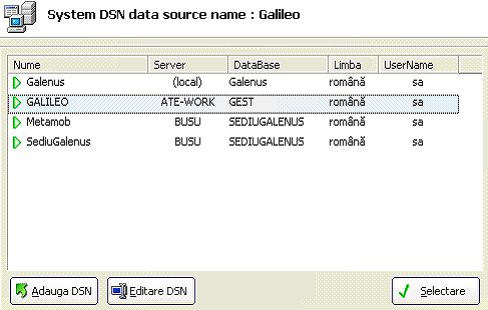 System DSN data source name : Galileo
Nume Server DataBase Limba UserName
Galenus (local) Galenus română sa
GALILEO ATE-WORK GEST română sa
Metamob BUSU SEDIUGALENUS română sa
SediuGalenus BUSU SEDIUGALENUS română sa
Adauga DSN Editare DSN Selectare